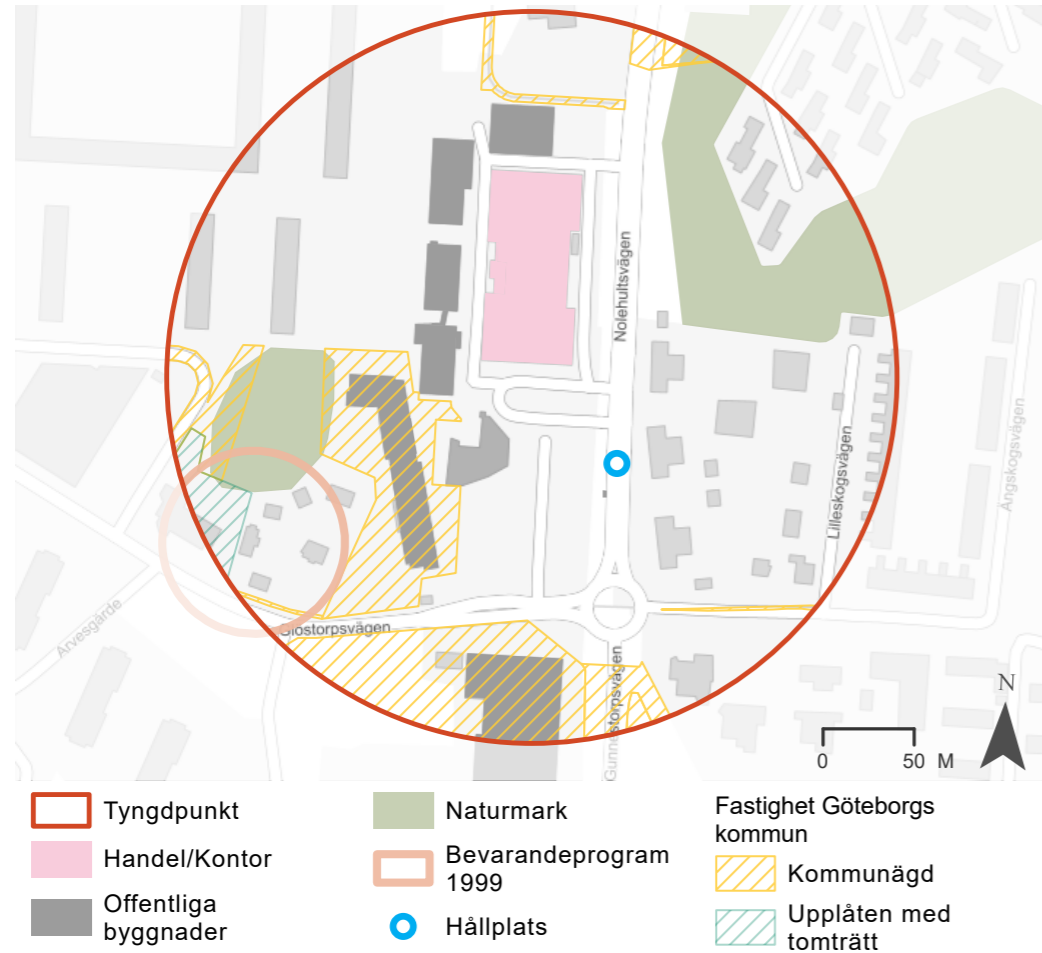 Nolehultsvägen
Ängskogsvägen
Lilleskogsvägen
Arvesgärde
Glostorpsvägen
Gunnestorpsvägen
N
0 50 M
Tyngdpunkt
Handel/Kontor
Offentliga
byggnader
Naturmark
Bevarandeprogram
1999
Hållplats
Fastighet Göteborgs
kommun
Kommunägd
Upplåten med
tomträtt